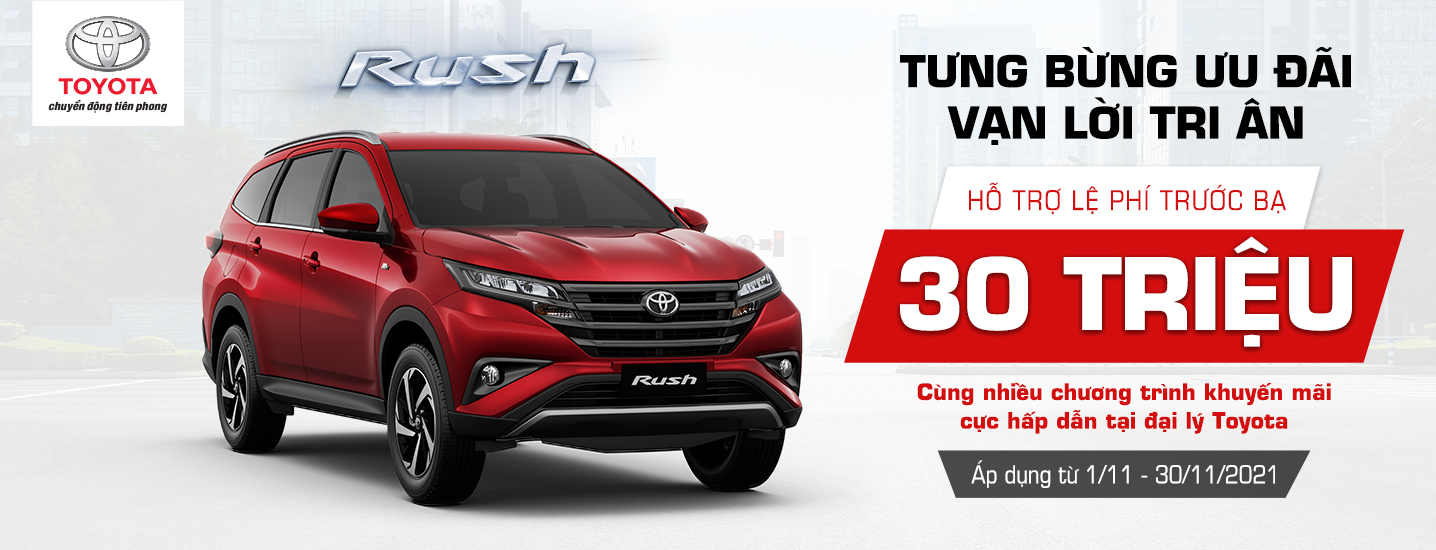 TOYOTA
chuyển động tiên phong
Rush
TƯNG BỪNG ƯU ĐÃI
VẠN LỜI TRI ÂN
HỖ TRỢ LỆ PHÍ TRƯỚC BẠ
30 TRIỆU
Cùng nhiều chương trình khuyến mãi
cực hấp dẫn tại đại lý Toyota
Áp dụng từ 1/11 - 30/11/2021
Rush